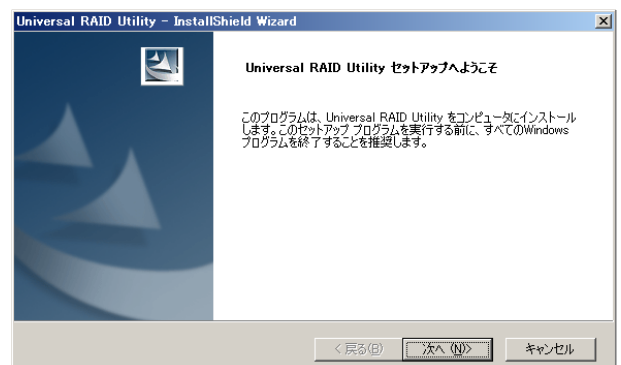 Universal RAID Utility - InstallShield Wizard
Universal RAID Utility セットアップへようこそ
このプログラムは、Universal RAID Utility をコンピュータにインストール
します。このセットアップ プログラムを実行する前に、すべてのWindows
プログラムを終了することを推奨します。
< 戻る(B)
次へ (N)>
キャンセル